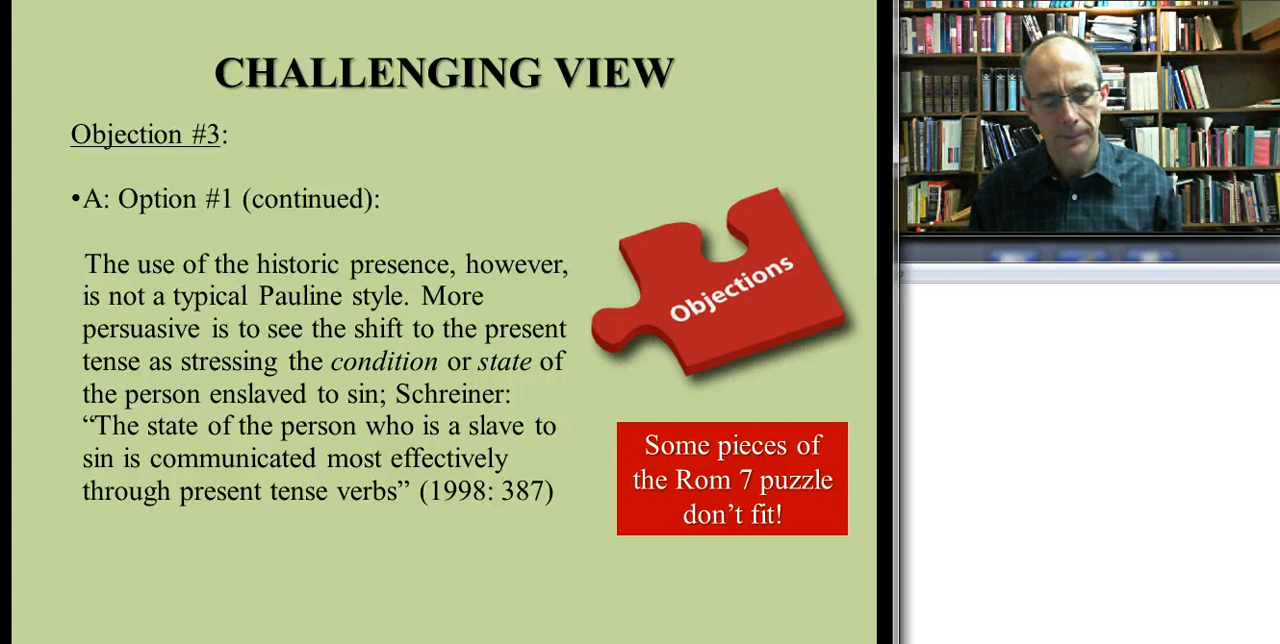 CHALLENGING VIEW
Objection #3:
•A: Option #1 (continued):
The use of the historic presence, however,
is not a typical Pauline style. More
persuasive is to see the shift to the present
tense as stressing the condition or state of
the person enslaved to sin; Schreiner:
“The state of the person who is a slave to
sin is communicated most effectively
through present tense verbs” (1998: 387)
Objections
Some pieces of
the Rom 7 puzzle
don’t fit!